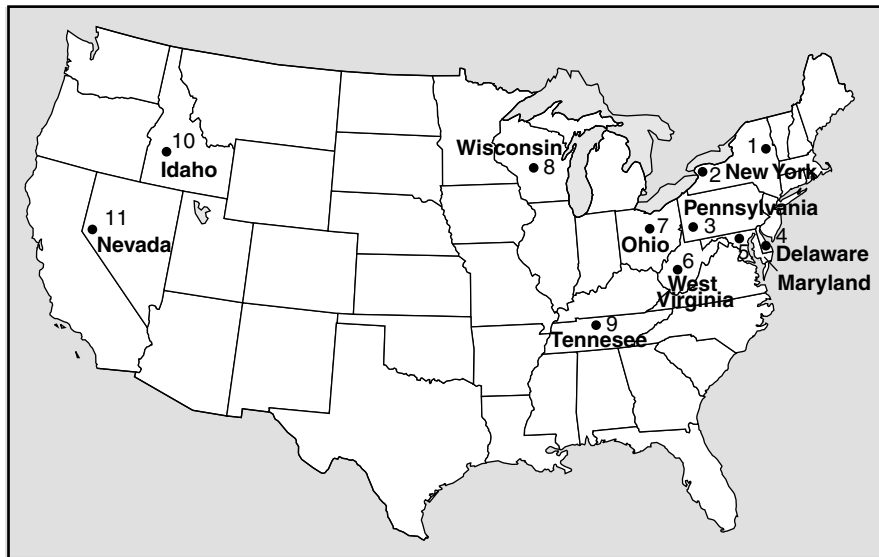 1
10
Wisconsin
Idaho
8
2
New York
Pennsylvania
11
7
3
Nevada
Ohio
4
5
Delaware
6
Maryland
West
Virginia
9
Tennesee